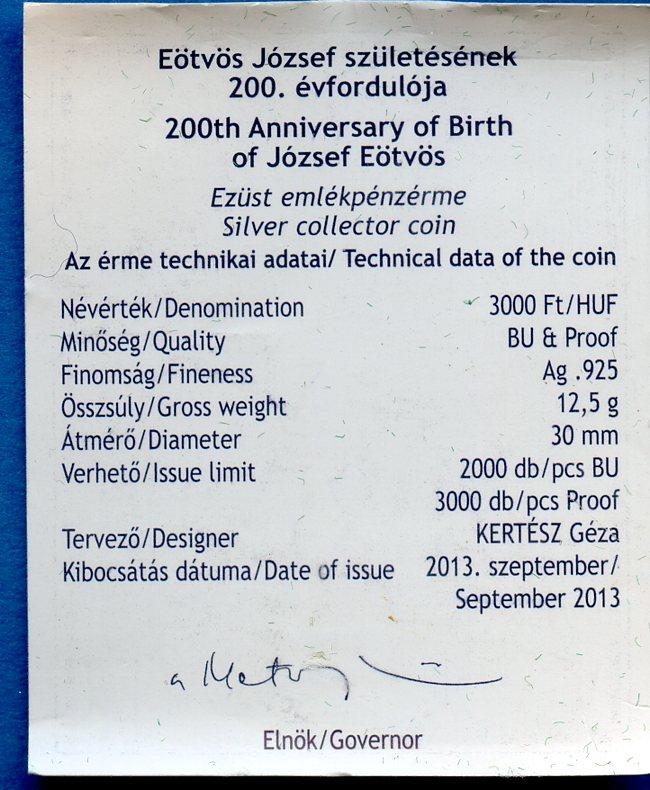 Eötvös József születésének
200. évfordulója
200th Anniversary of Birth
of József Eötvös
Ezüst emlékpénzérme
Silver collector coin
Az érme technikai adatai/ Technical data of the coin
Névérték/Denomination 3000 Ft/HUF
Minőség/Quality BU & Proof
Finomság/Fineness Ag .925
Összsúly/Gross weight 12,5 g
Átmérő/Diameter 30 mm
Verhető/Issue limit 2000 db/pcs BU
3000 db/pcs Proof
Tervező/Designer KERTÉSZ Géza
Kibocsátás dátuma/Date of issue 2013. szeptember/
September 2013
Elnök/Governor